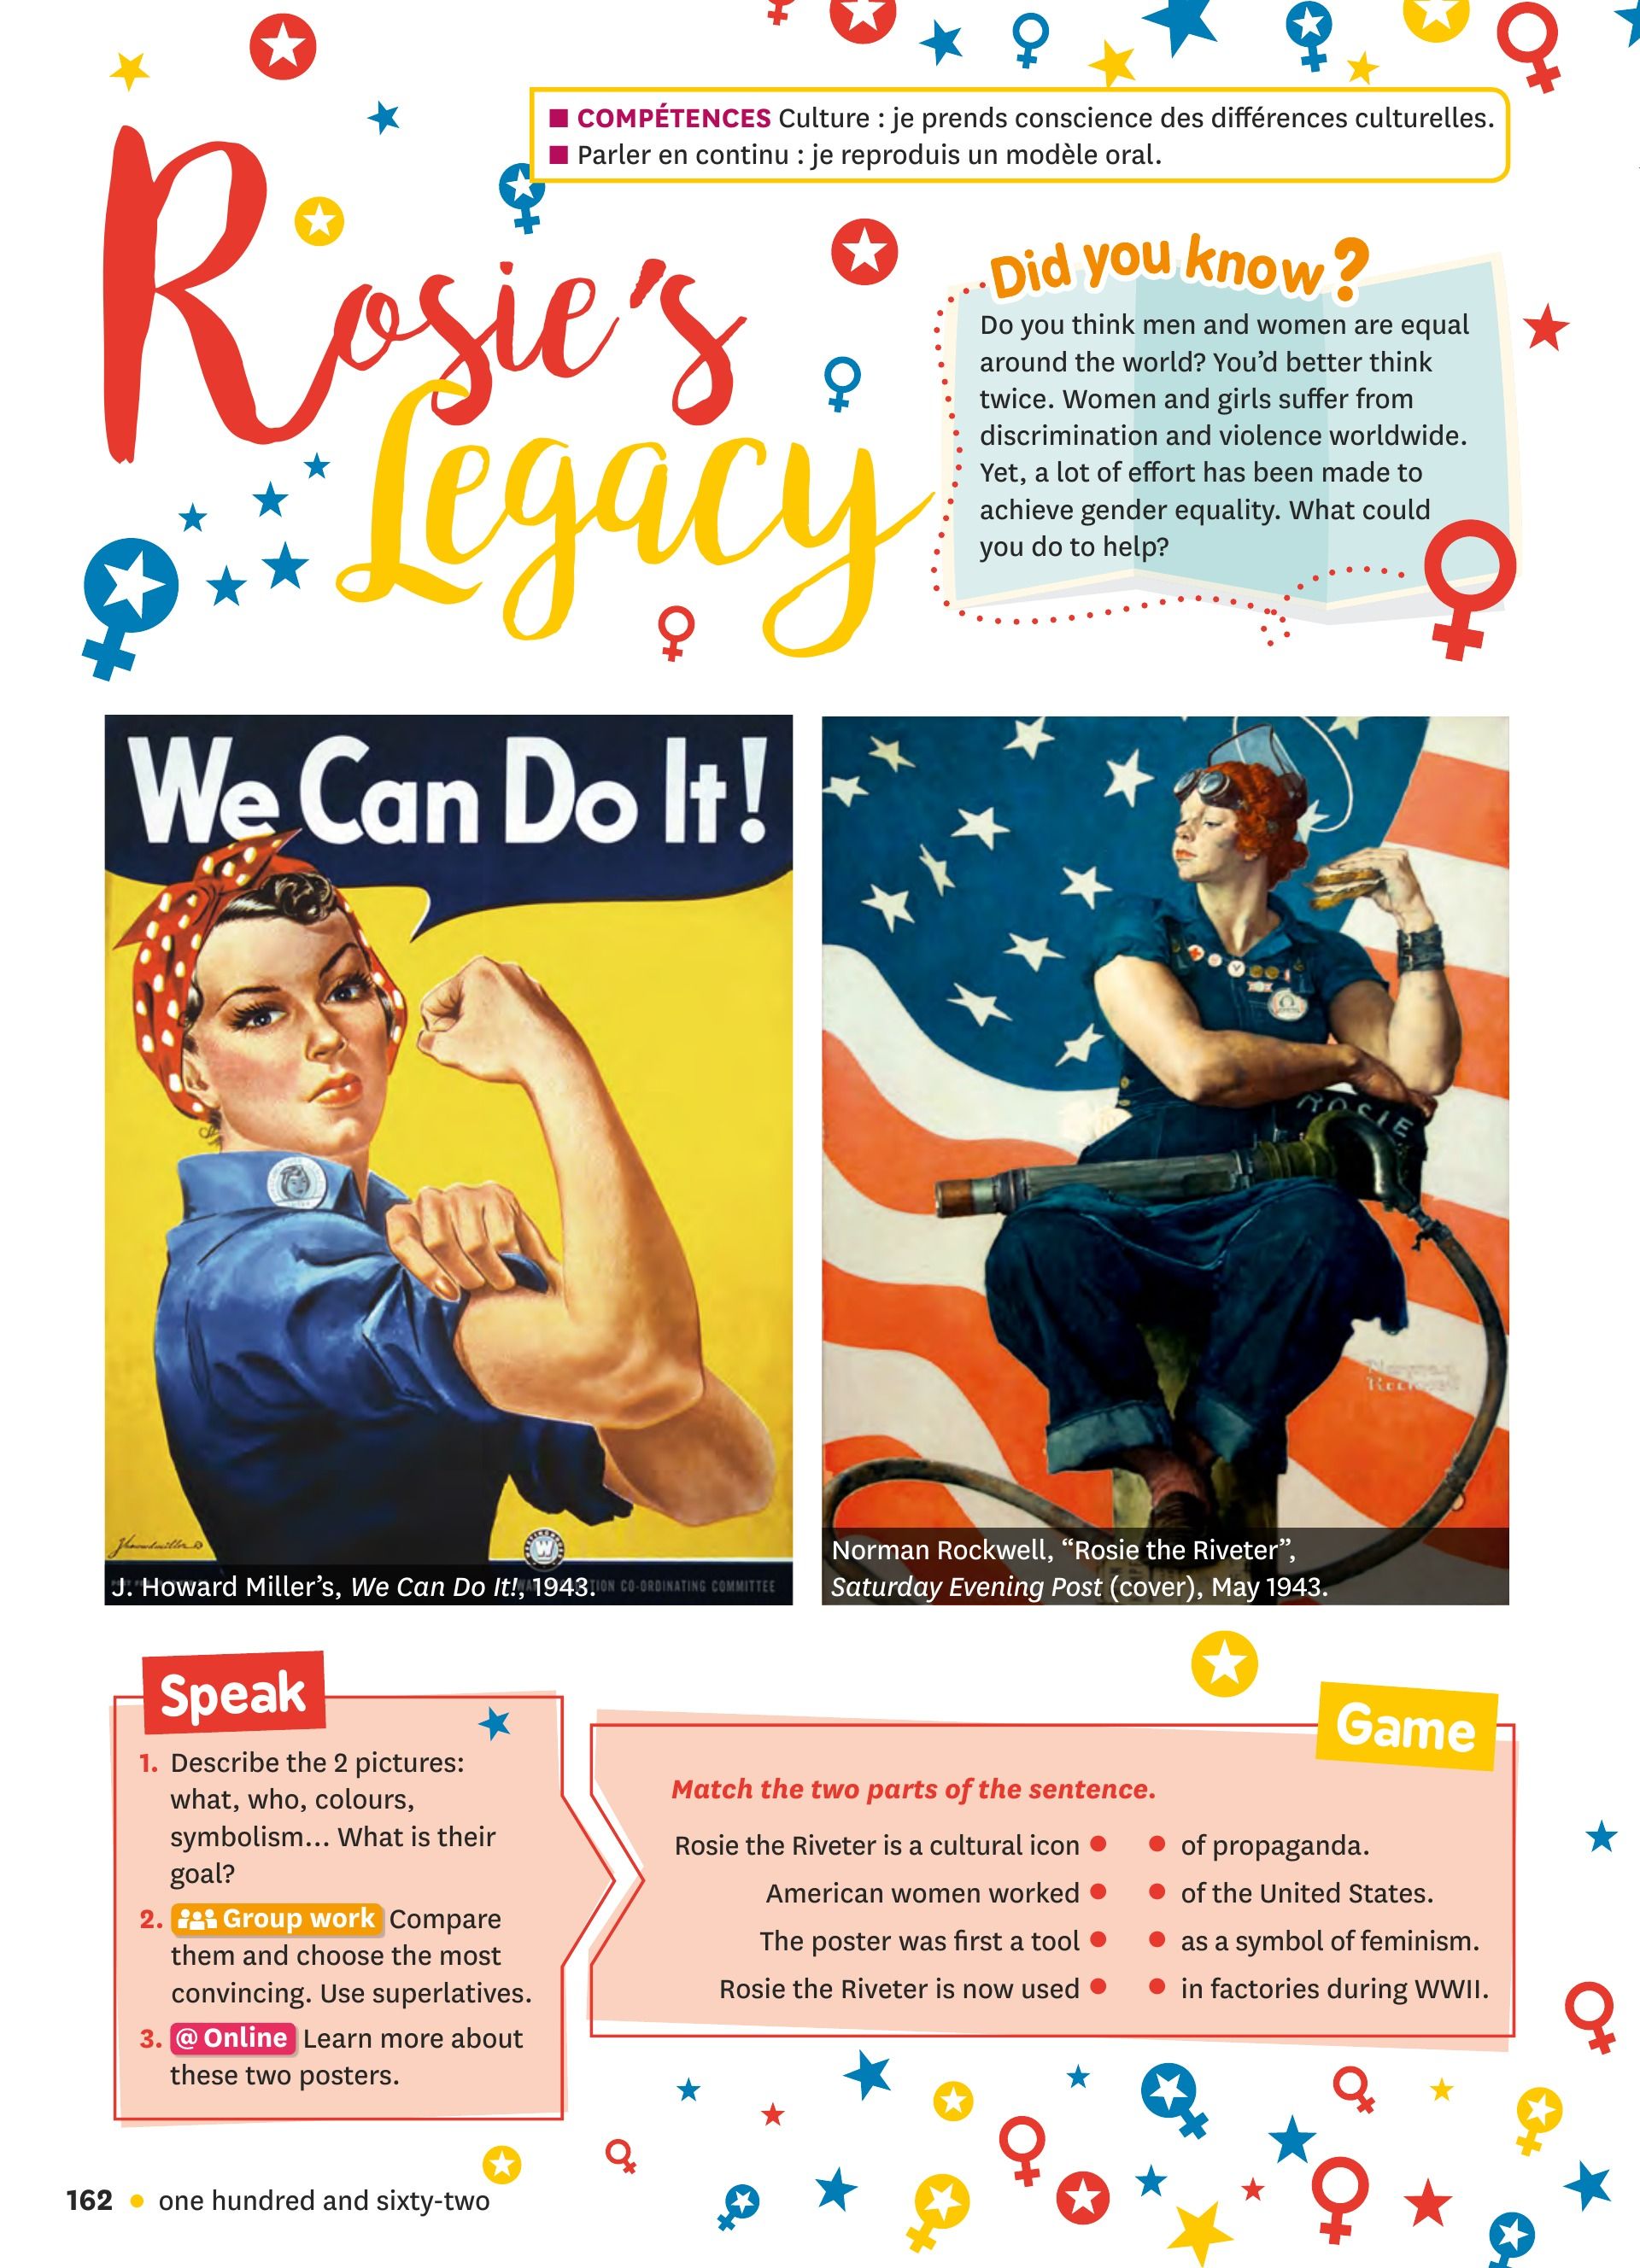 ■ COMPÉTENCES Culture : je prends conscience des différences culturelles.
■ Parler en continu : je reproduis un modèle oral.
Rosie's
Legacy
Did you know?
Do you think men and women are equal
around the world? You'd better think
twice. Women and girls suffer from
discrimination and violence worldwide.
Yet, a lot of effort has been made to
achieve gender equality. What could
you do to help?
We Can Do It!
J. Howard Miller's, We Can Do It!, 1943.
CO-ORDINATING COMMITTEE
W
ROSIE
Norman Rockwell
Norman Rockwell, “Rosie the Riveter”,
Saturday Evening Post (cover), May 1943.
Speak
1. Describe the 2 pictures:
what, who, colours,
symbolism... What is their
goal?
2. Group work Compare
them and choose the most
convincing. Use superlatives.
3. @ Online Learn more about
these two posters.
Game
Match the two parts of the sentence.
Rosie the Riveter is a cultural icon ● ● of propaganda.
American women worked ● ● of the United States.
The poster was first a tool ● ● as a symbol of feminism.
Rosie the Riveter is now used ● ● in factories during WWII.
162 ● one hundred and sixty-two